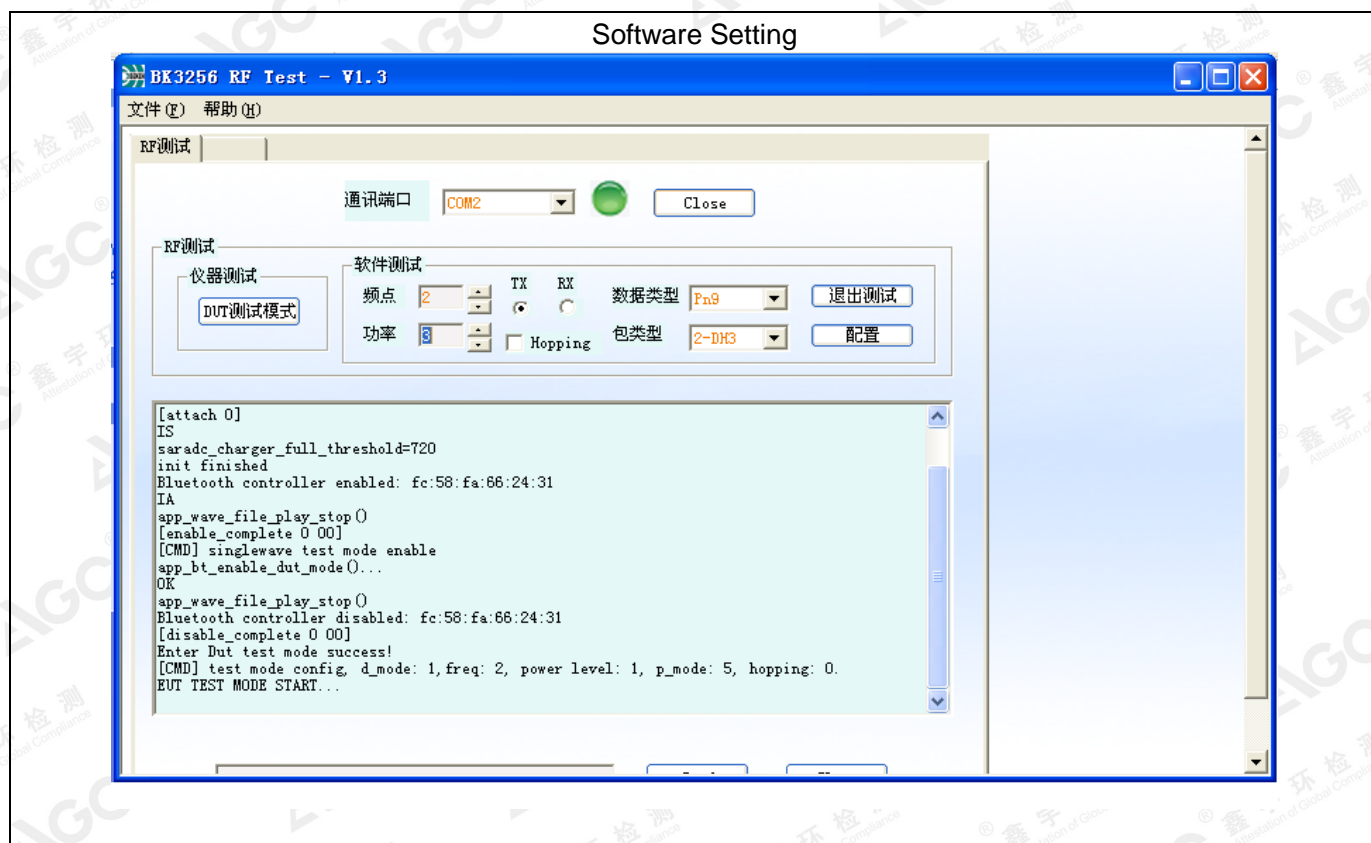 Software Setting
BK3256 RF Test - V1.3
文件(F) 帮助(H)
RF测试
通讯端口 COM2 Close
RF测试
仪器测试
DUT测试模式
软件测试
频点 2 TX RX 数据类型 Pn9 退出测试
功率 3 Hopping 包类型 2-DH3 配置
[attach 0]
IS
saradc_charger_full_threshold=720
init finished
Bluetooth controller enabled: fc:58:fa:66:24:31
IA
app_wave_file_play_stop()
[enable_complete 0 00]
[CMD] singlewave test mode enable
app_bt_enable_dut_mode()...
OK
app_wave_file_play_stop()
Bluetooth controller disabled: fc:58:fa:66:24:31
[disable_complete 0 00]
Enter Dut test mode success!
[CMD] test mode config, d_mode: 1,freq: 2, power level: 1, p_mode: 5, hopping: 0.
EUT TEST MODE START...